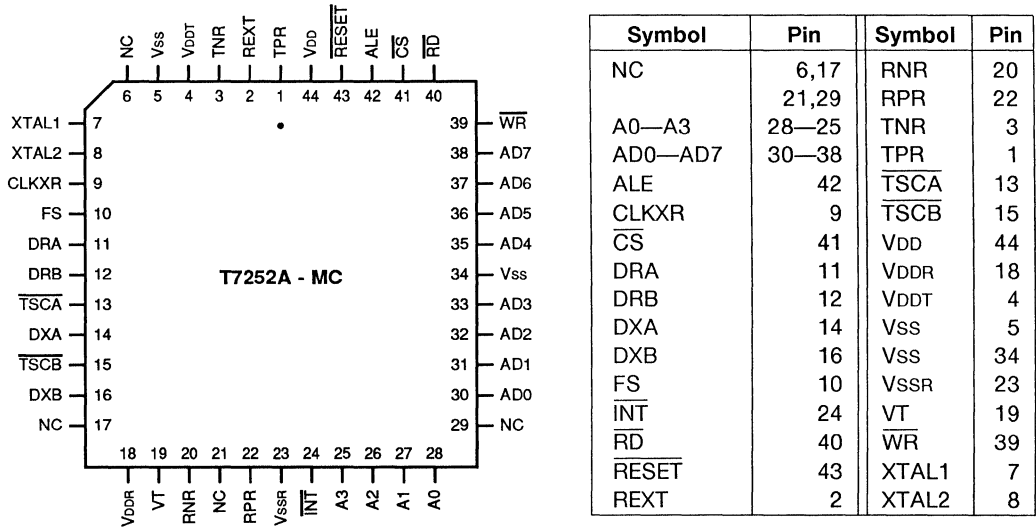 NC VSS VDDT TNR REXT TPR VDD RESET ALE CS RD
6 5 4 3 2 1 44 43 42 41 40
XTAL1 7 39 WR
XTAL2 8 38 AD7
CLKXR 9 37 AD6
FS 10 36 AD5
DRA 11 35 AD4
DRB 12 34 VSS
T7252A - MC
TSCA 13 33 AD3
DXA 14 32 AD2
TSCB 15 31 AD1
DXB 16 30 AD0
NC 17 29 NC
18 19 20 21 22 23 24 25 26 27 28
VDDR VT RNR NC RPR VSSR INT A3 A2 A1 A0
Symbol Pin Symbol Pin
NC 6,17 RNR 20
21,29 RPR 22
A0—A3 28—25 TNR 3
AD0—AD7 30—38 TPR 1
ALE 42 TSCA 13
CLKXR 9 TSCB 15
CS 41 VDD 44
DRA 11 VDDR 18
DRB 12 VDDT 4
DXA 14 VSS 5
DXB 16 VSS 34
FS 10 VSSR 23
INT 24 VT 19
RD 40 WR 39
RESET 43 XTAL1 7
REXT 2 XTAL2 8